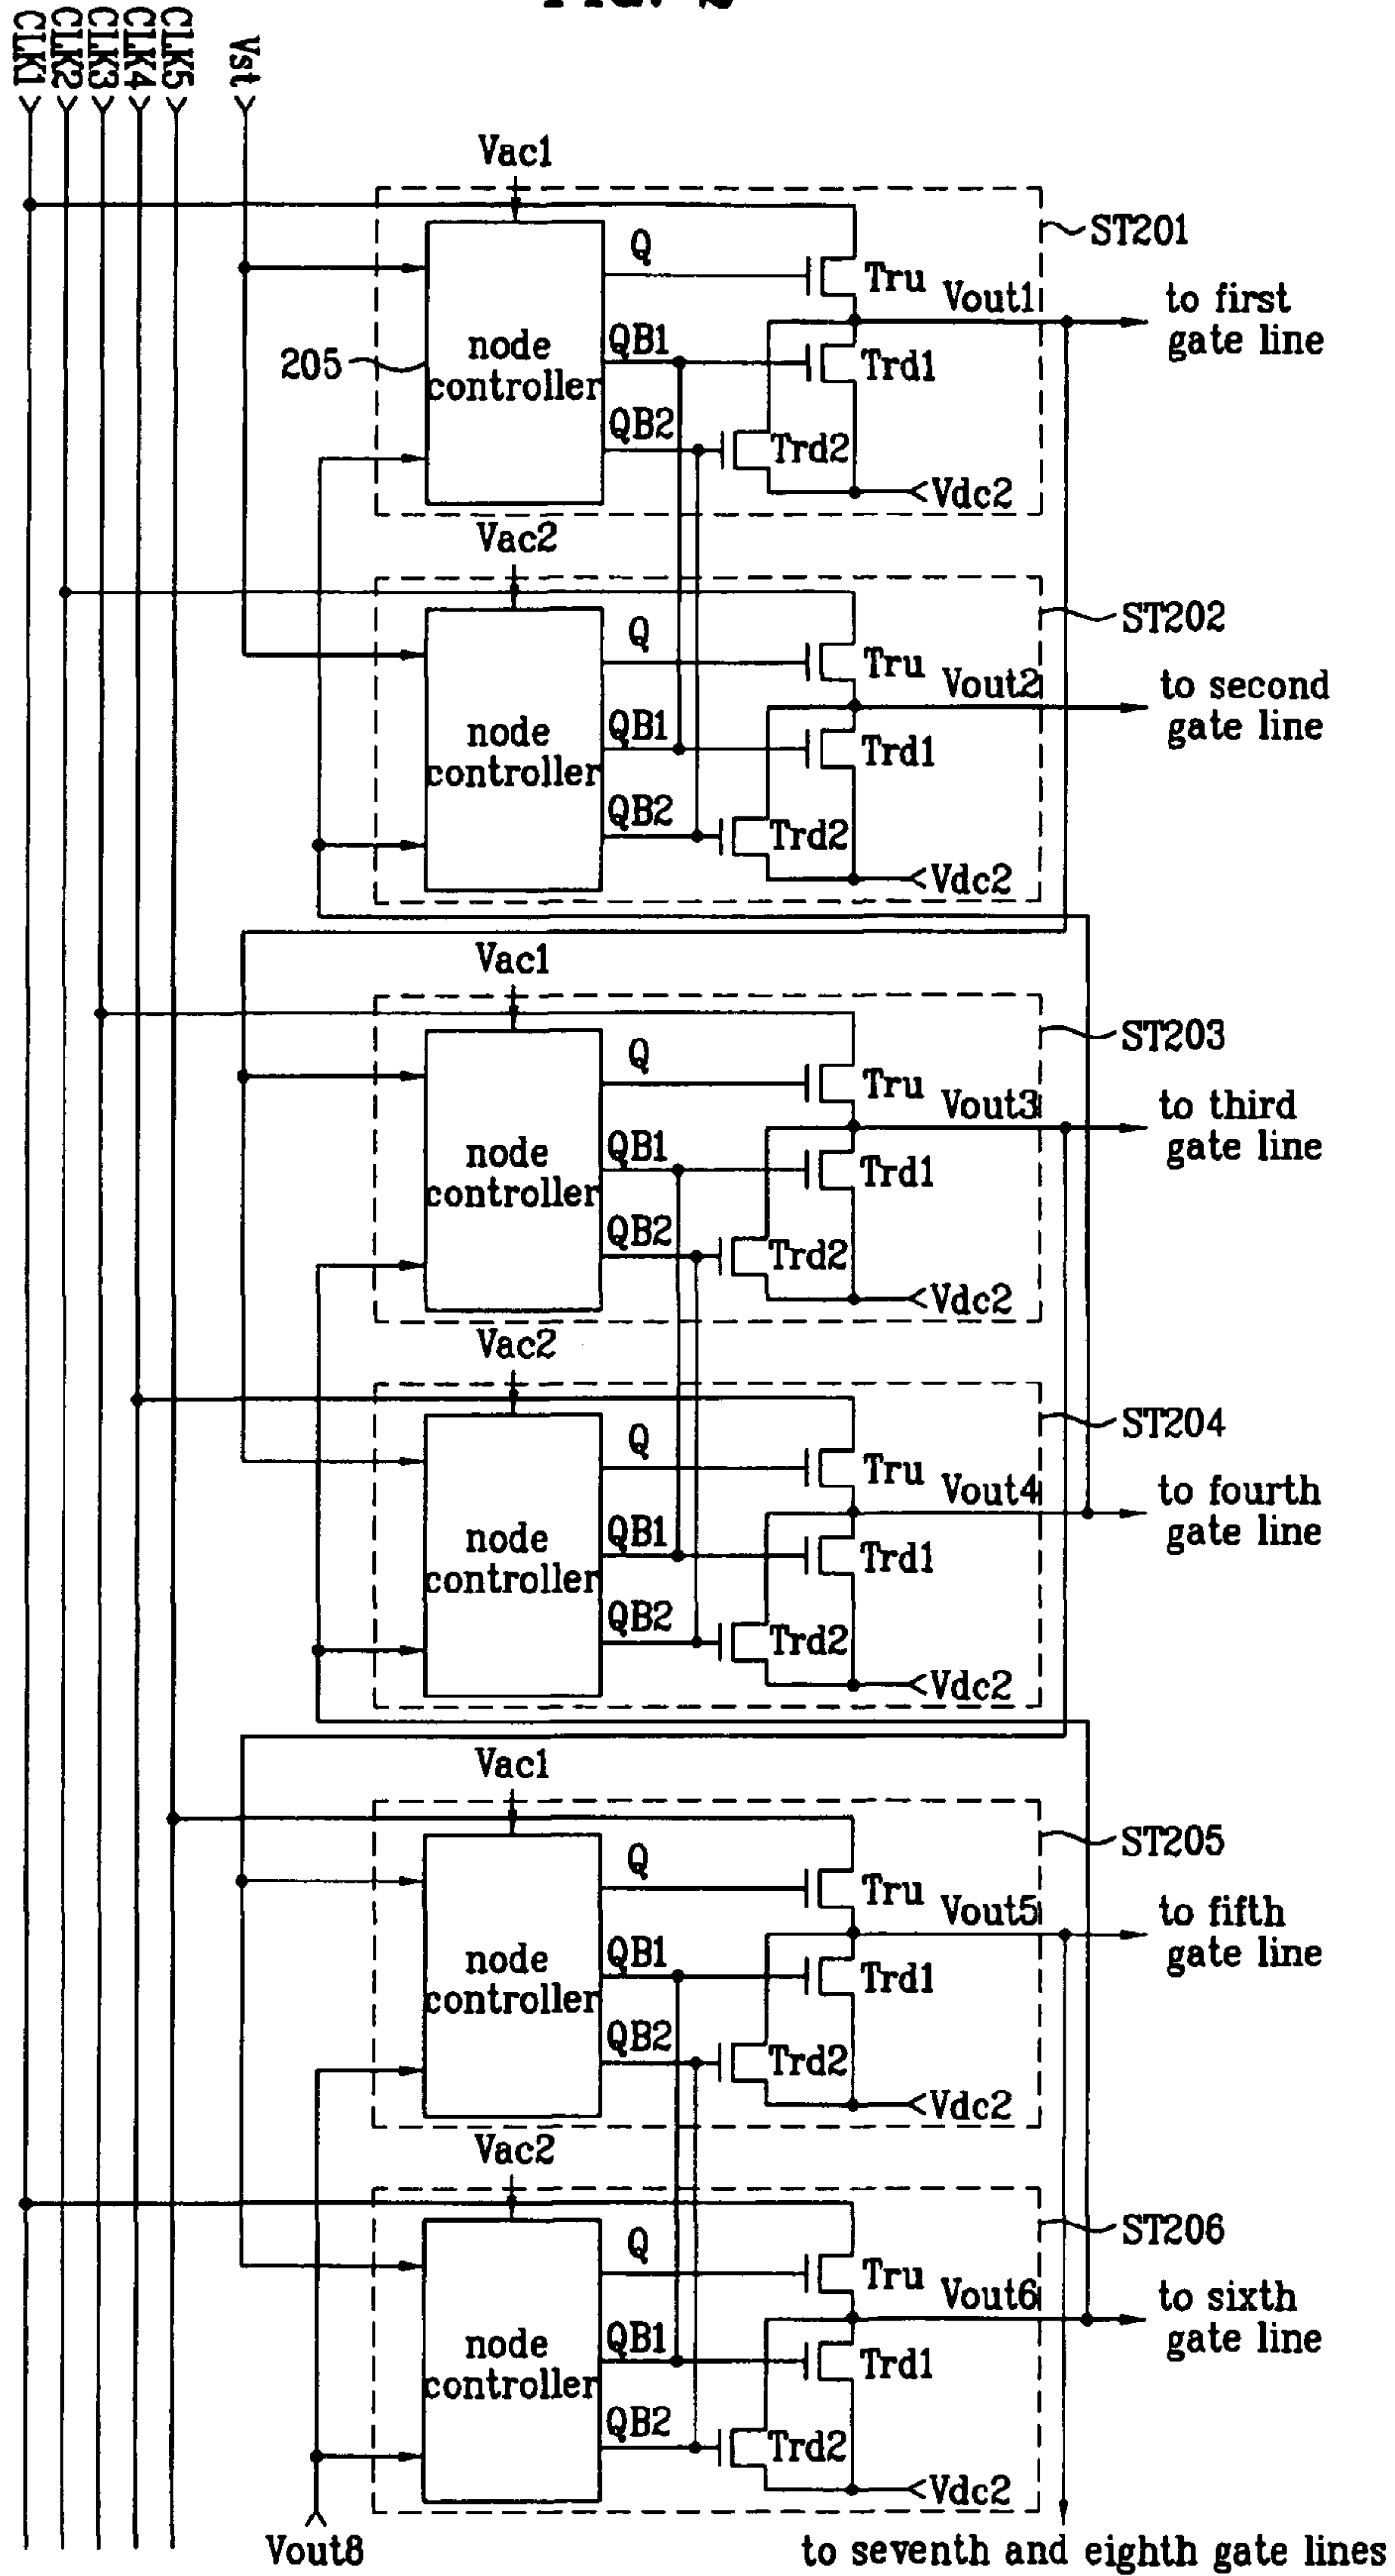 FIG. 2
CLK1
CLK2
CLK3
CLK4
CLK5
Vst
Vac1
ST201
Q
Tru
Vout1
to first
gate line
205
node
controller
QB1
Trd1
QB2
Trd2
Vdc2
Vac2
ST202
Q
Tru
Vout2
to second
gate line
node
controller
QB1
Trd1
QB2
Trd2
Vdc2
Vac1
ST203
Q
Tru
Vout3
to third
gate line
node
controller
QB1
Trd1
QB2
Trd2
Vdc2
Vac2
ST204
Q
Tru
Vout4
to fourth
gate line
node
controller
QB1
Trd1
QB2
Trd2
Vdc2
Vac1
ST205
Q
Tru
Vout5
to fifth
gate line
node
controller
QB1
Trd1
QB2
Trd2
Vdc2
Vac2
ST206
Q
Tru
Vout6
to sixth
gate line
node
controller
QB1
Trd1
QB2
Trd2
Vdc2
Vout8
to seventh and eighth gate lines